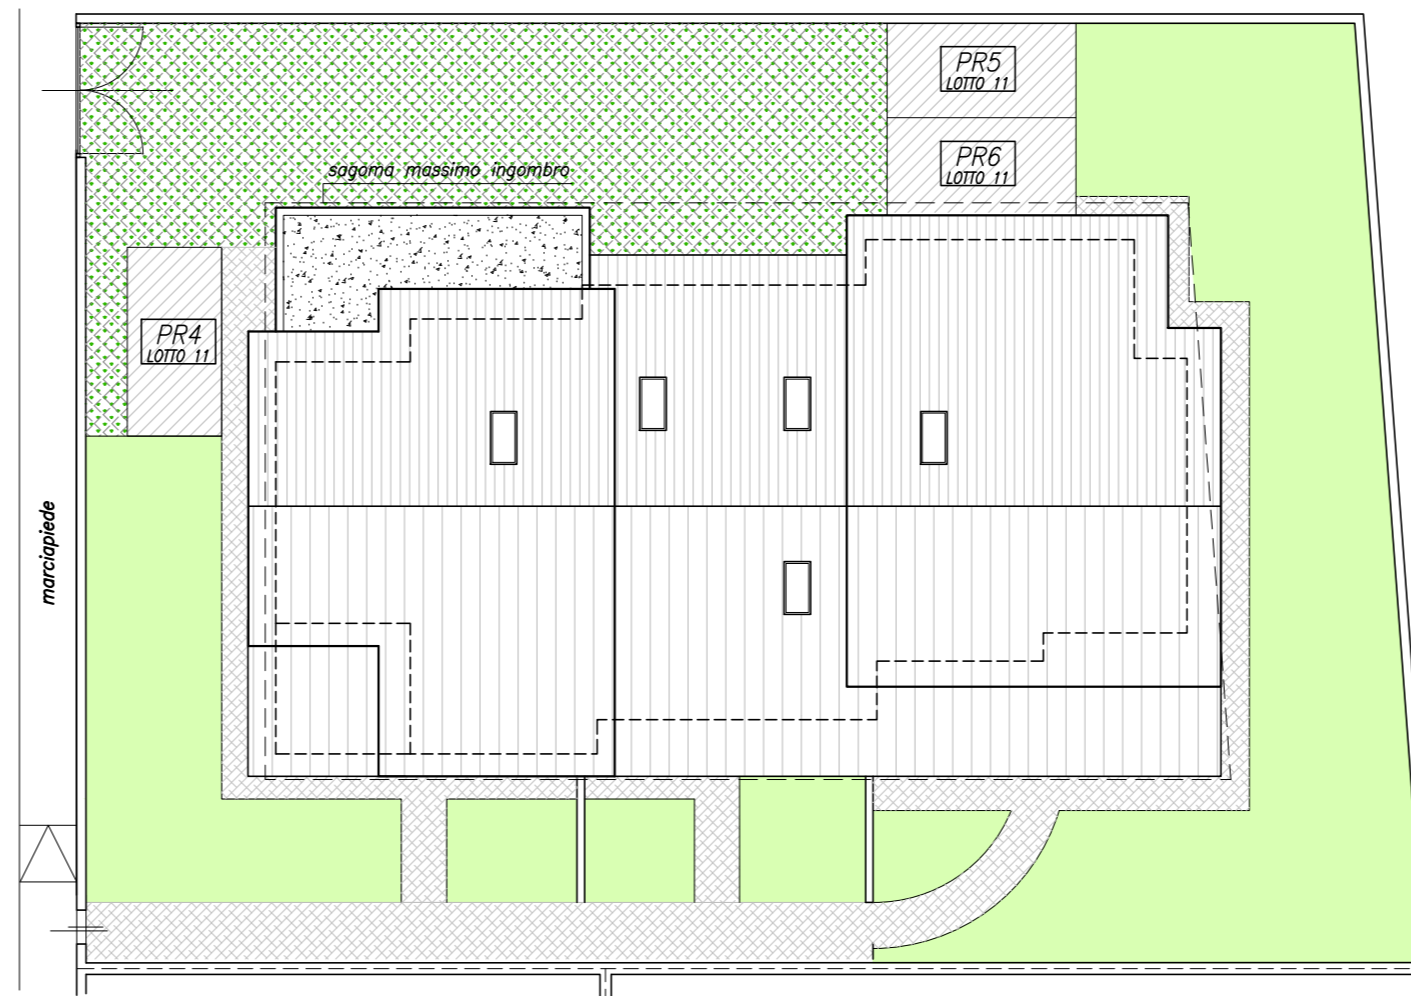 PR5
LOTTO 11
PR6
LOTTO 11
sagoma massimo ingombro
PR4
LOTTO 11
marciapiede